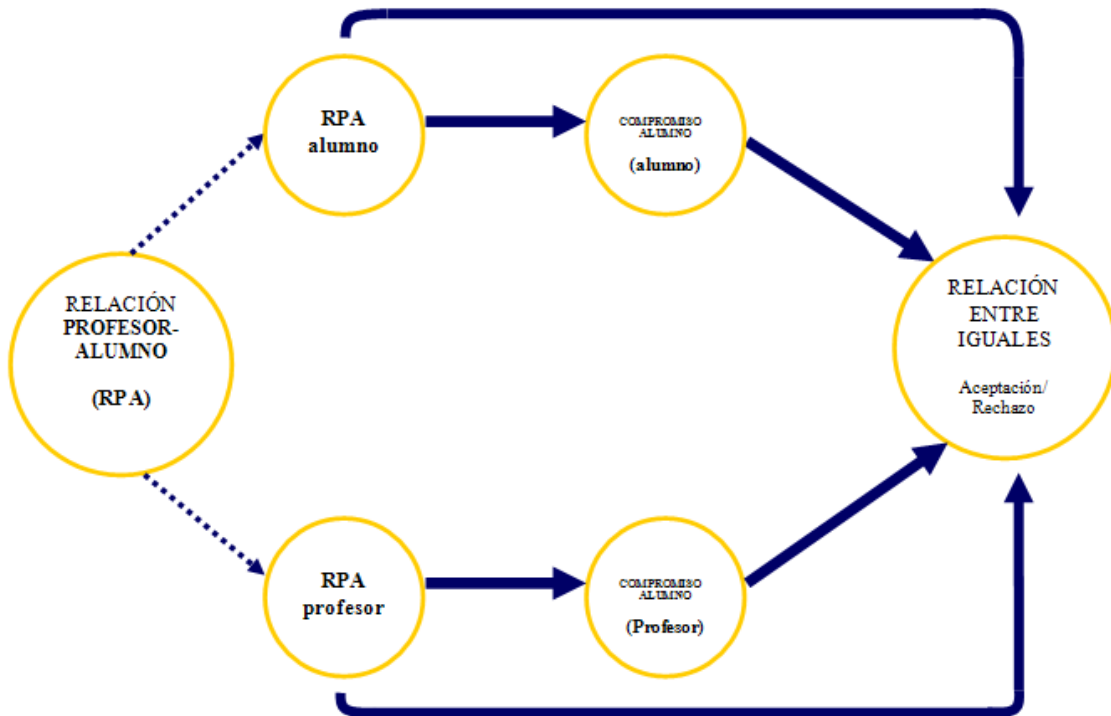 RPA
alumno
COMPROMISO
ALUMNO
(alumno)
RELACIÓN
PROFESOR-
ALUMNO
(RPA)
RELACIÓN
ENTRE
IGUALES
Aceptación/
Rechazo
RPA
profesor
COMPROMISO
ALUMNO
(Profesor)